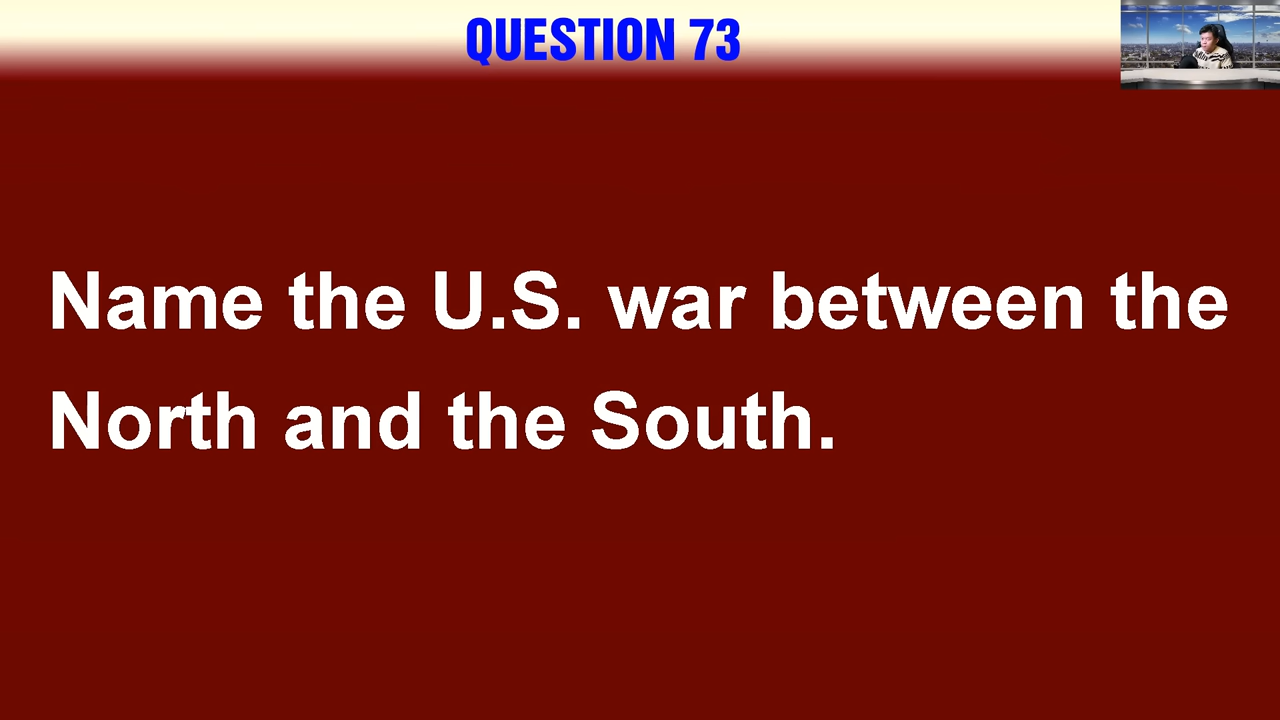 QUESTION 73
Name the U.S. war between the
North and the South.